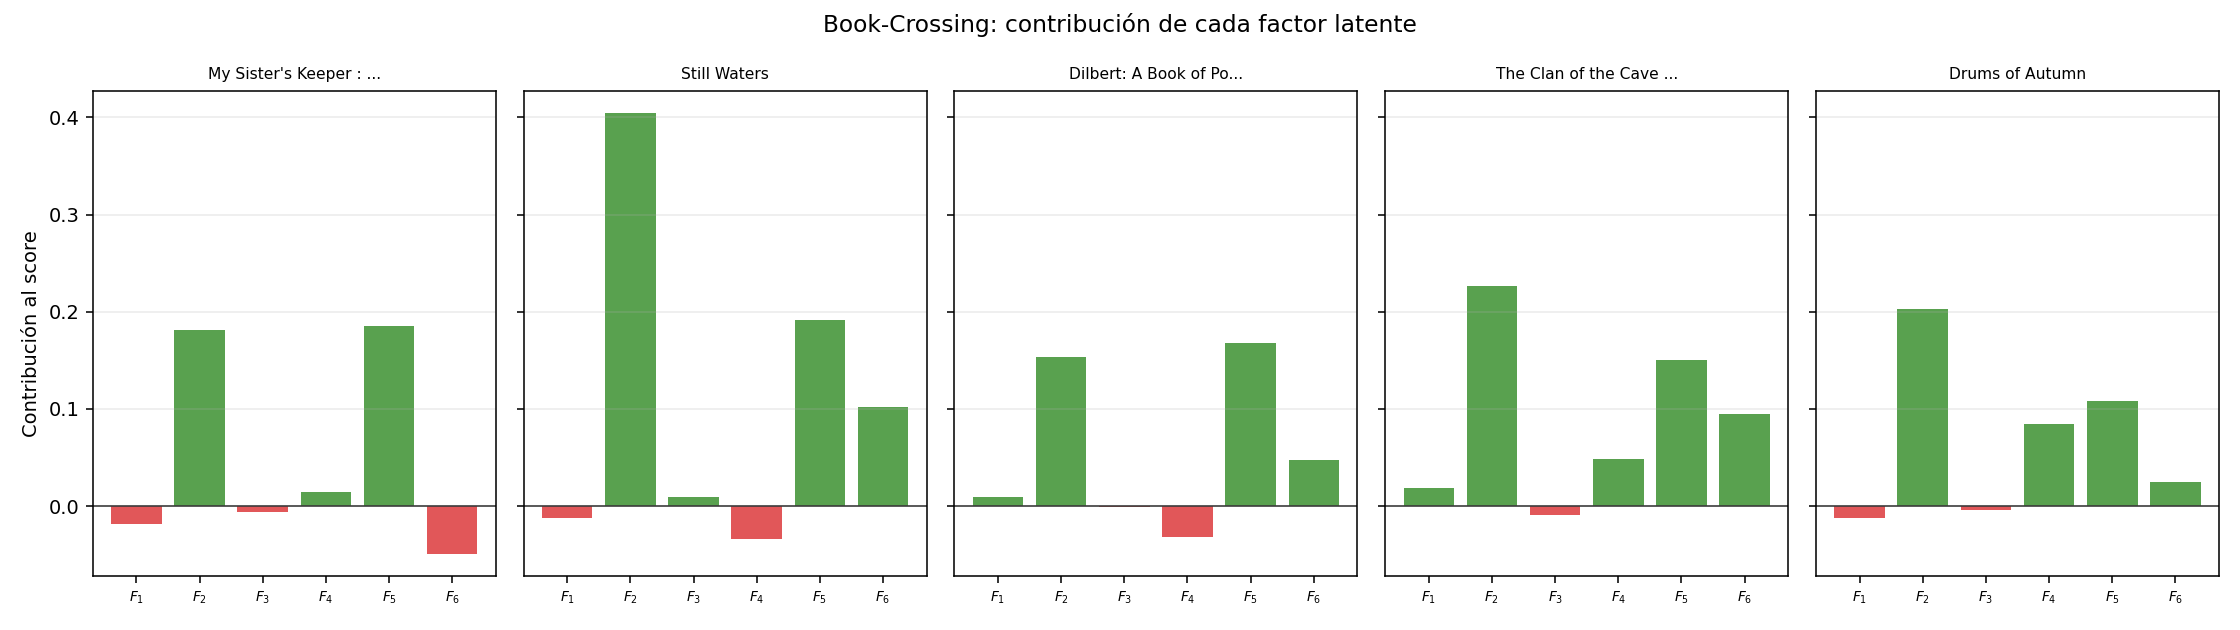 Book-Crossing: contribución de cada factor latente
My Sister's Keeper : ...
Still Waters
Dilbert: A Book of Po...
The Clan of the Cave ...
Drums of Autumn
Contribución al score
0.4
0.3
0.2
0.1
0.0
F₁ F₂ F₃ F₄ F₅ F₆
F₁ F₂ F₃ F₄ F₅ F₆
F₁ F₂ F₃ F₄ F₅ F₆
F₁ F₂ F₃ F₄ F₅ F₆
F₁ F₂ F₃ F₄ F₅ F₆